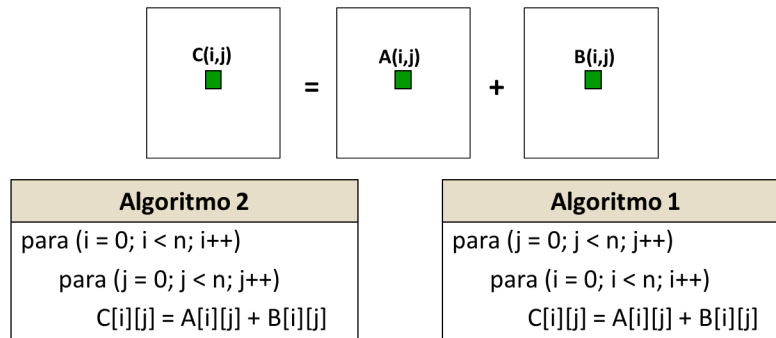 C(i,j)
A(i,j)
B(i,j)
=
+
Algoritmo 2
para (i = 0; i < n; i++)
para (j = 0; j < n; j++)
C[i][j] = A[i][j] + B[i][j]
Algoritmo 1
para (j = 0; j < n; j++)
para (i = 0; i < n; i++)
C[i][j] = A[i][j] + B[i][j]